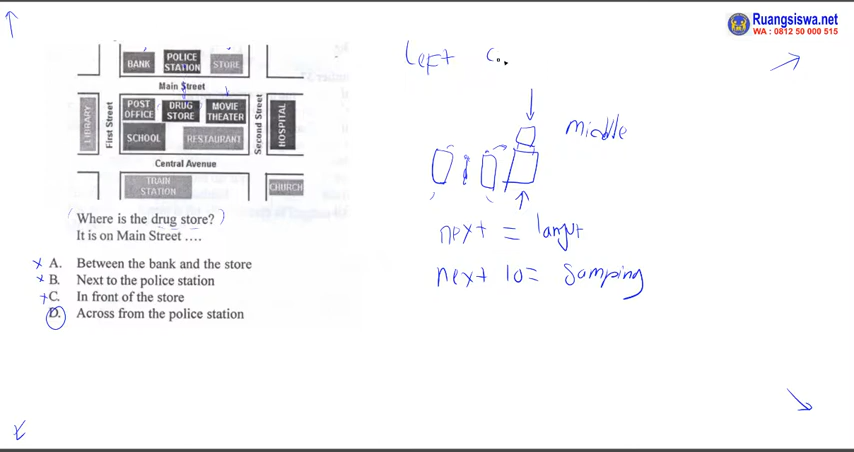 Ruangsiswa.net
WA : 0812 50 000 515
BANK
POLICE STATION
STORE
Main Street
LIBRARY
First Street
POST OFFICE
DRUG STORE
MOVIE THEATER
Second Street
HOSPITAL
SCHOOL
RESTAURANT
Central Avenue
TRAIN STATION
CHURCH
(Where is the drug store?)
It is on Main Street ….
x A. Between the bank and the store
x B. Next to the police station
x C. In front of the store
D. Across from the police station
left
middle
next = lanjut
next to = Samping